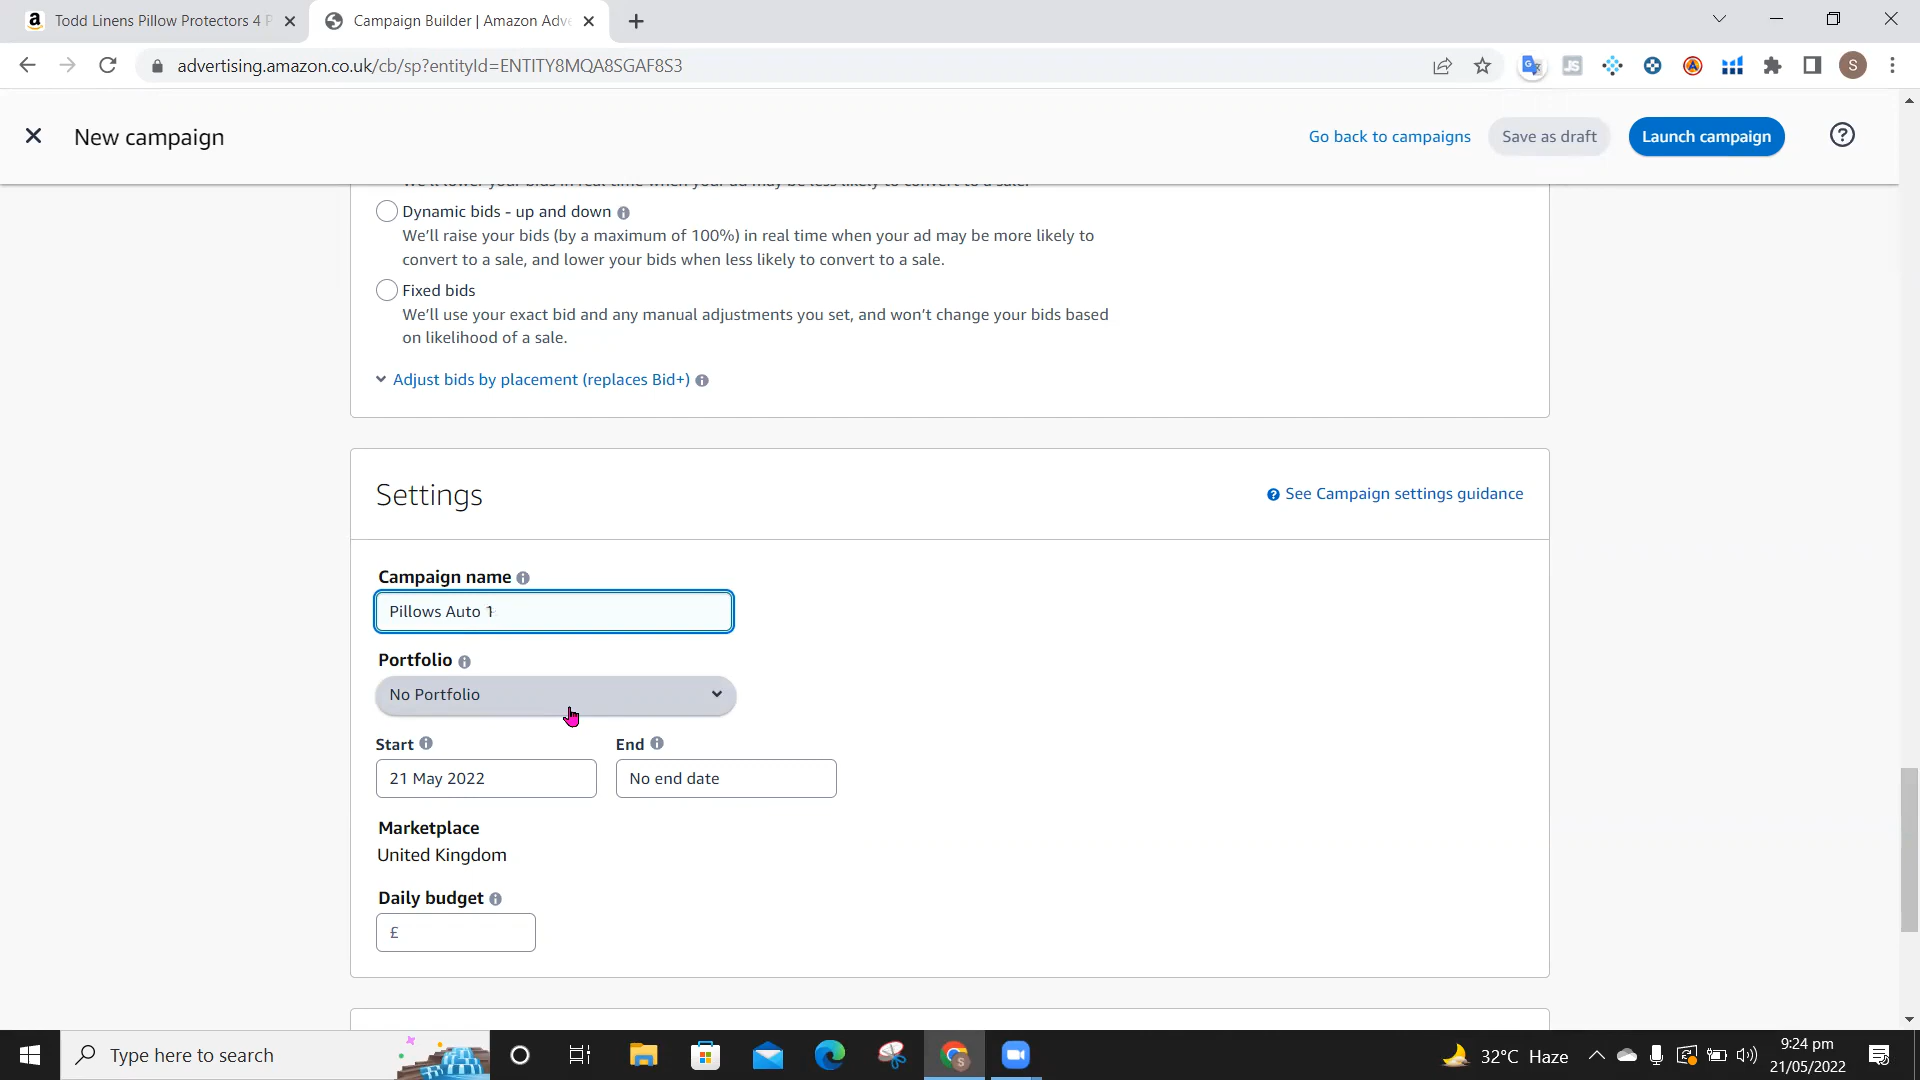 Todd Linens Pillow Protectors 4 P
Campaign Builder | Amazon Adve
advertising.amazon.co.uk/cb/sp?entityId=ENTITY8MQA8SGAF8S3
JS
S
New campaign
Go back to campaigns
Save as draft
Launch campaign
We'll lower your bids in real time when your ad may be less likely to convert to a sale.
Dynamic bids - up and down
We'll raise your bids (by a maximum of 100%) in real time when your ad may be more likely to
convert to a sale, and lower your bids when less likely to convert to a sale.
Fixed bids
We'll use your exact bid and any manual adjustments you set, and won't change your bids based
on likelihood of a sale.
Adjust bids by placement (replaces Bid+)
Settings
See Campaign settings guidance
Campaign name
Pillows Auto 1
Portfolio
No Portfolio
Start
End
21 May 2022
No end date
Marketplace
United Kingdom
Daily budget
£
Type here to search
32°C Haze
9:24 pm
21/05/2022